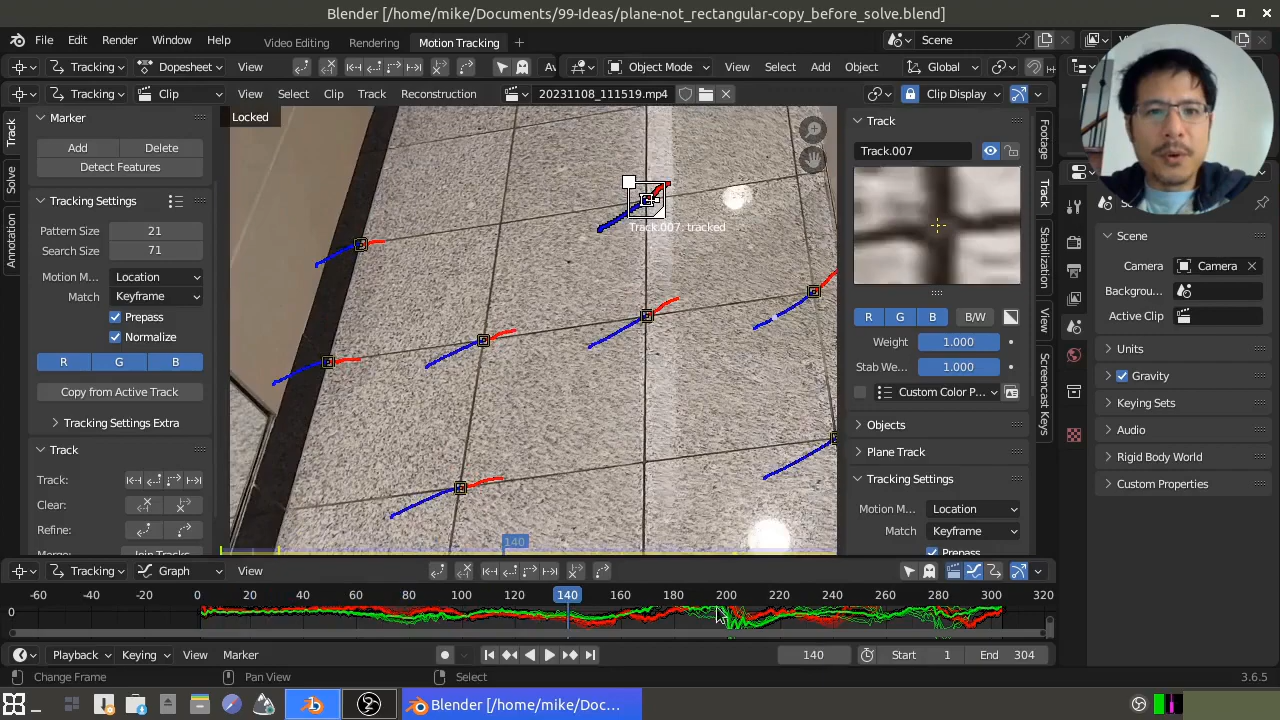 Blender [/home/mike/Documents/99-Ideas/plane-not_rectangular-copy_before_solve.blend]
File Edit Render Window Help Video Editing Rendering Motion Tracking + Scene
Tracking Dopesheet View Object Mode View Select Add Object Global
Tracking Clip View Select Clip Track Reconstruction 20231108_111519.mp4 Clip Display
Track
Solve
Annotation
Marker
Add Delete
Detect Features
Tracking Settings
Pattern Size 21
Search Size 71
Motion M... Location
Match Keyframe
Prepass
Normalize
R G B
Copy from Active Track
Tracking Settings Extra
Track
Track:
Clear:
Refine:
Merge: Join Tracks
Locked
Track.007: tracked
140
Track
Track.007
R G B B/W
Weight 1.000
Stab We... 1.000
Custom Color P...
Objects
Plane Track
Tracking Settings
Motion M... Location
Match Keyframe
Prepass
Footage
Track
Stabilization
View
Screencast Keys
Scene
Camera Camera
Backgrou...
Active Clip
Units
Gravity
Keying Sets
Audio
Rigid Body World
Custom Properties
Tracking Graph View
-60 -40 -20 0 20 40 60 80 100 120 140 160 180 200 220 240 260 280 300 320
0
Playback Keying View Marker 140 Start 1 End 304
Change Frame Pan View Select 3.6.5
1 2 Blender [/home/mike/Doc...